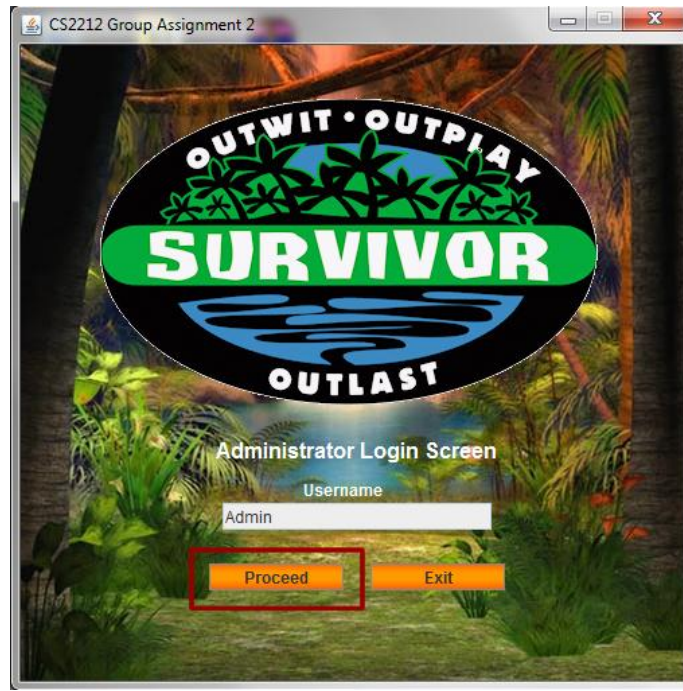 CS2212 Group Assignment 2
OUTWIT • OUTPLAY
SURVIVOR
OUTLAST
Administrator Login Screen
Username
Admin
Proceed Exit